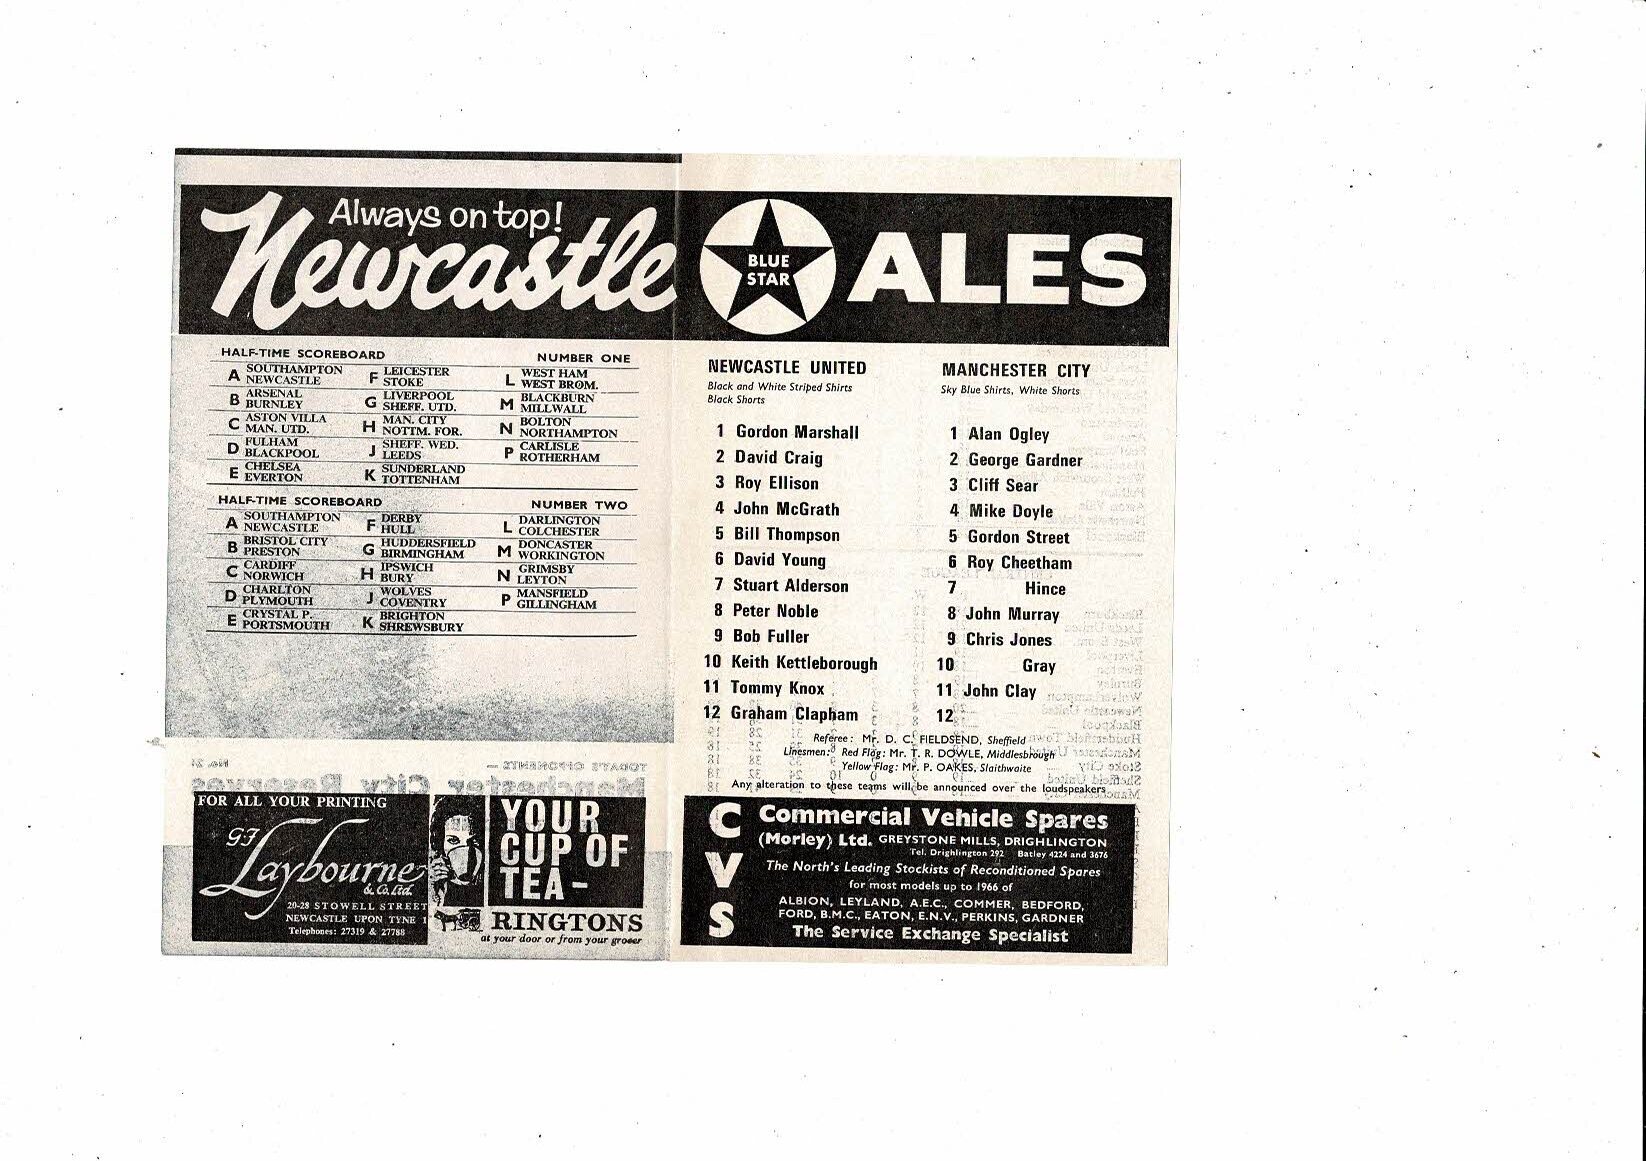 Always on top!
Newcastle BLUE STAR ALES
HALF-TIME SCOREBOARD NUMBER ONE
A SOUTHAMPTON NEWCASTLE
B ARSENAL BURNLEY
C ASTON VILLA MAN. UTD.
D FULHAM BLACKPOOL
E CHELSEA EVERTON
F LEICESTER STOKE
G LIVERPOOL SHEFF. UTD.
H MAN. CITY NOTTM. FOR.
J SHEFF. WED. LEEDS
K SUNDERLAND TOTTENHAM
L WEST HAM WEST BROM.
M BLACKBURN MILLWALL
N BOLTON NORTHAMPTON
P CARLISLE ROTHERHAM
HALF-TIME SCOREBOARD NUMBER TWO
A SOUTHAMPTON NEWCASTLE
B BRISTOL CITY PRESTON
C CARDIFF NORWICH
D CHARLTON PLYMOUTH
E CRYSTAL P. PORTSMOUTH
F DERBY HULL
G HUDDERSFIELD BIRMINGHAM
H IPSWICH BURY
J WOLVES COVENTRY
K BRIGHTON SHREWSBURY
L DARLINGTON COLCHESTER
M DONCASTER WORKINGTON
N GRIMSBY LEYTON
P MANSFIELD GILLINGHAM
FOR ALL YOUR PRINTING
G F Laybourne
& Co. Ltd.
20-28 STOWELL STREET
NEWCASTLE UPON TYNE 1
Telephones: 27319 & 27788
YOUR
CUP OF
TEA-
RINGTONS
at your door or from your grocer
NEWCASTLE UNITED
Black and White Striped Shirts
Black Shorts
1 Gordon Marshall
2 David Craig
3 Roy Ellison
4 John McGrath
5 Bill Thompson
6 David Young
7 Stuart Alderson
8 Peter Noble
9 Bob Fuller
10 Keith Kettleborough
11 Tommy Knox
12 Graham Clapham
MANCHESTER CITY
Sky Blue Shirts, White Shorts
1 Alan Ogley
2 George Gardner
3 Cliff Sear
4 Mike Doyle
5 Gordon Street
6 Roy Cheetham
7 Hince
8 John Murray
9 Chris Jones
10 Gray
11 John Clay
12
Referee: Mr. D. C. FIELDSEND, Sheffield
Linesmen: Red Flag: Mr. T. R. DOWLE, Middlesbrough
Yellow Flag: Mr. P. OAKES, Slaithwaite
Any alteration to these teams will be announced over the loudspeakers
CVS
Commercial Vehicle Spares
(Morley) Ltd. GREYSTONE MILLS, DRIGHLINGTON
Tel. Drighlington 292 Batley 4224 and 3676
The North's Leading Stockists of Reconditioned Spares
for most models up to 1966 of
ALBION, LEYLAND, A.E.C., COMMER, BEDFORD,
FORD, B.M.C., EATON, E.N.V., PERKINS, GARDNER
The Service Exchange Specialist